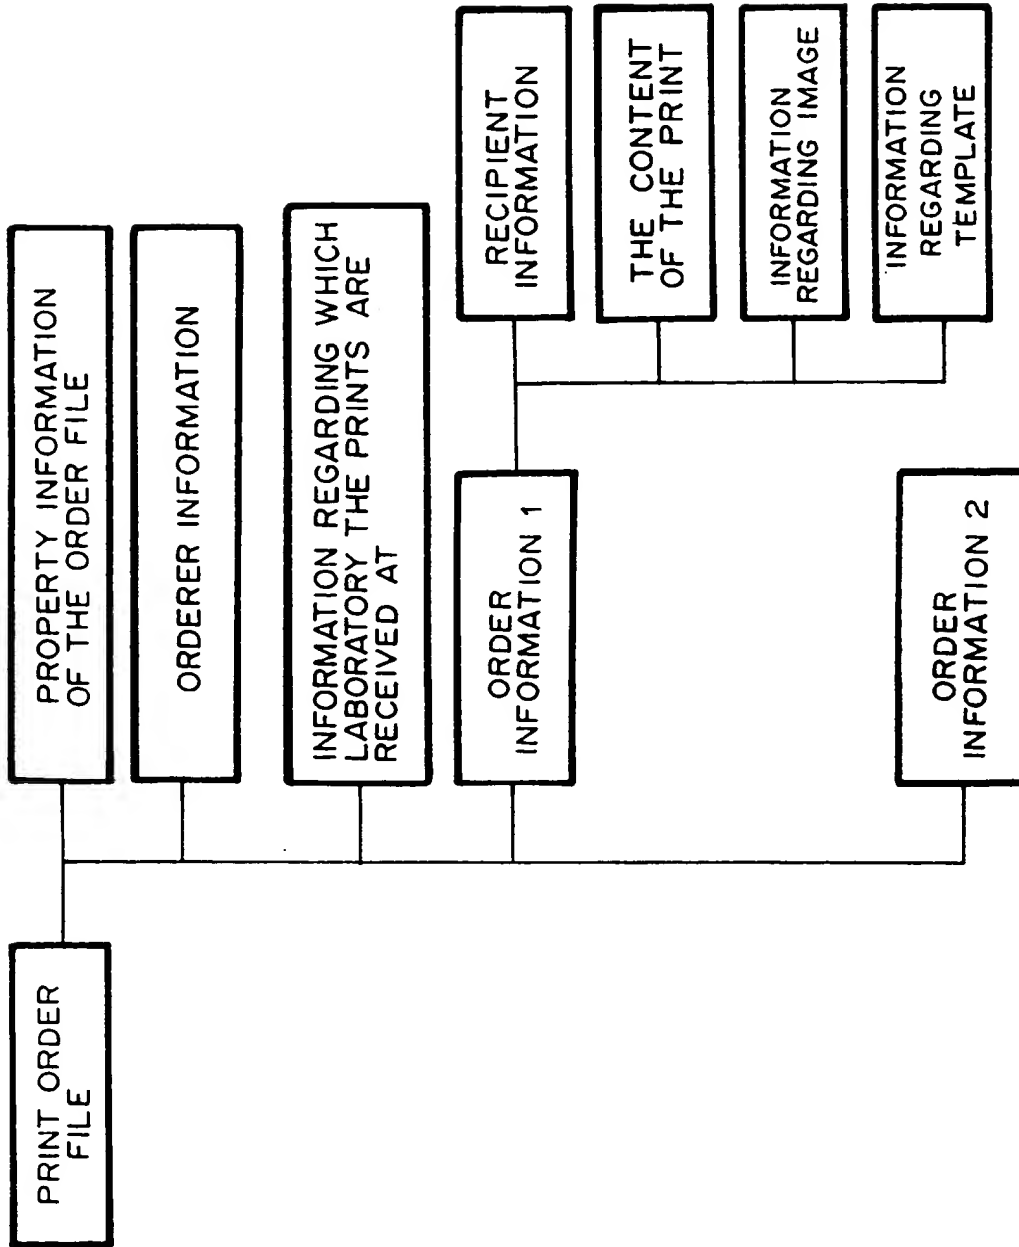 PRINT ORDER
FILE
PROPERTY INFORMATION
OF THE ORDER FILE
ORDERER INFORMATION
INFORMATION REGARDING WHICH
LABORATORY THE PRINTS ARE
RECEIVED AT
ORDER
INFORMATION 1
RECIPIENT
INFORMATION
THE CONTENT
OF THE PRINT
INFORMATION
REGARDING IMAGE
INFORMATION
REGARDING
TEMPLATE
ORDER
INFORMATION 2